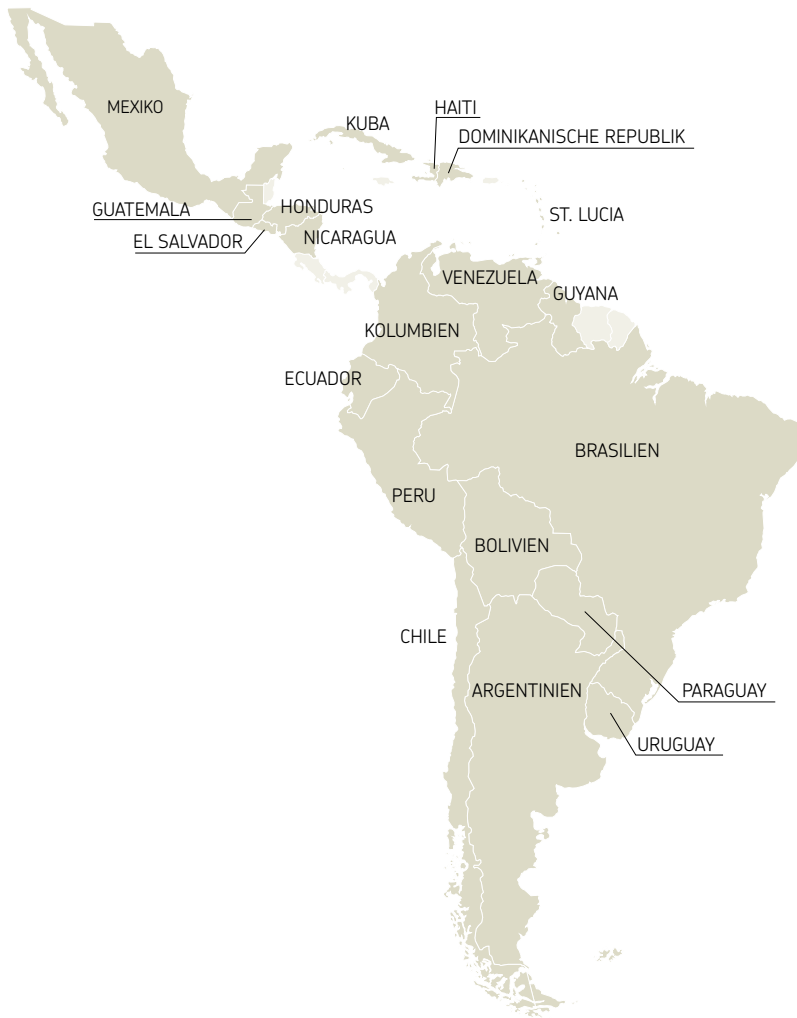 MEXIKO
HAITI
KUBA
DOMINIKANISCHE REPUBLIK
GUATEMALA
HONDURAS
ST. LUCIA
EL SALVADOR
NICARAGUA
VENEZUELA
GUYANA
KOLUMBIEN
ECUADOR
BRASILIEN
PERU
BOLIVIEN
CHILE
ARGENTINIEN
PARAGUAY
URUGUAY